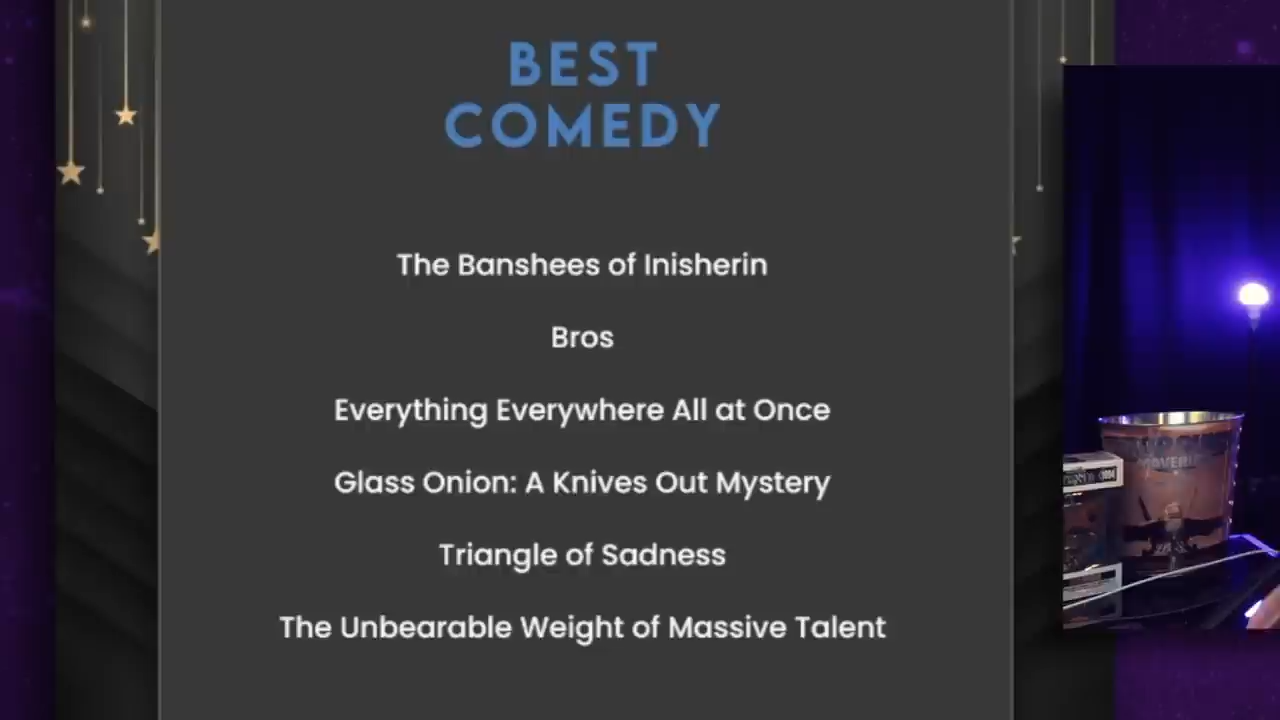 BEST
COMEDY
The Banshees of Inisherin
Bros
Everything Everywhere All at Once
Glass Onion: A Knives Out Mystery
Triangle of Sadness
The Unbearable Weight of Massive Talent